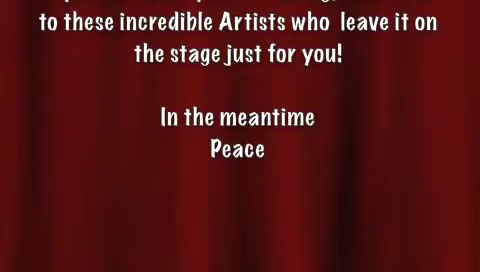 to these incredible Artists who leave it on
the stage just for you!
In the meantime
Peace